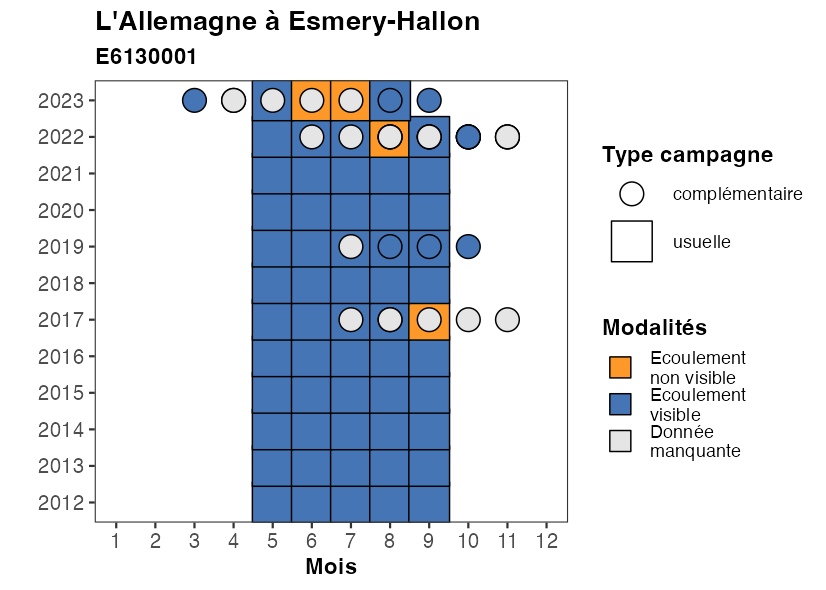 L'Allemagne à Esmery-Hallon
E6130001
2023
2022
2021
2020
2019
2018
2017
2016
2015
2014
2013
2012
1 2 3 4 5 6 7 8 9 10 11 12
Mois
Type campagne
complémentaire
usuelle
Modalités
Ecoulement
non visible
Ecoulement
visible
Donnée
manquante